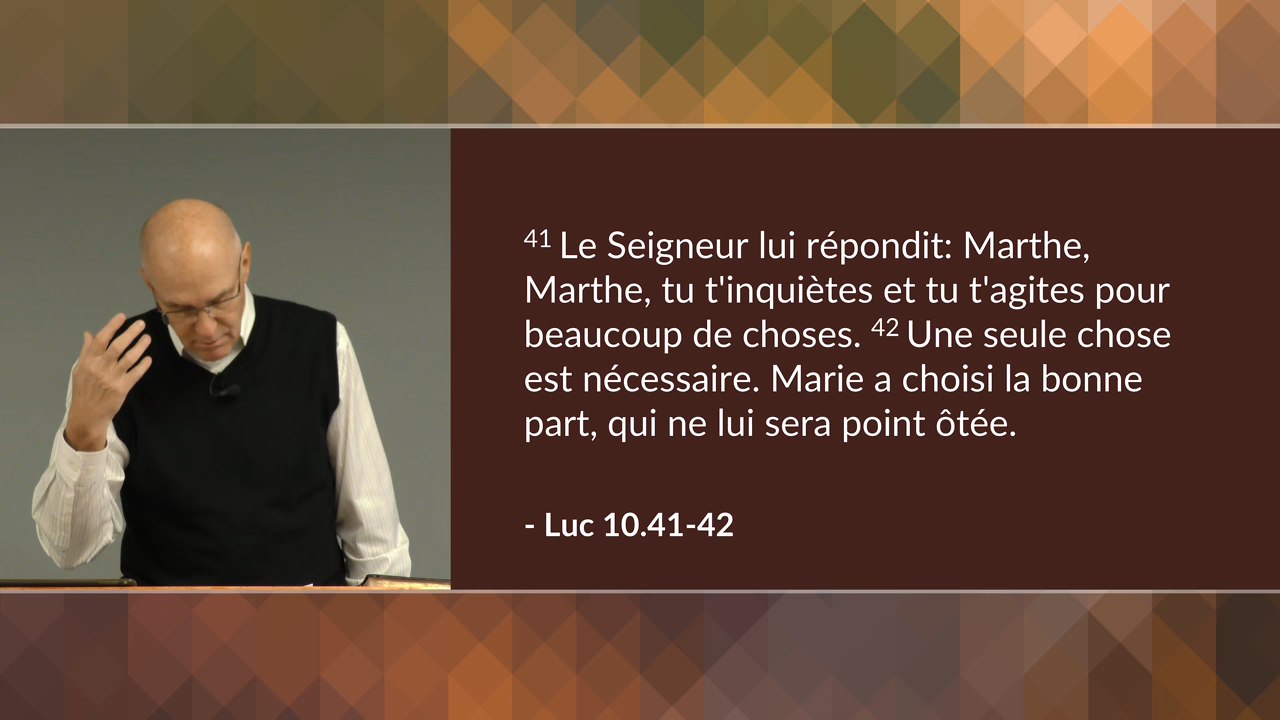 41 Le Seigneur lui répondit: Marthe,
Marthe, tu t'inquiètes et tu t'agites pour
beaucoup de choses. 42 Une seule chose
est nécessaire. Marie a choisi la bonne
part, qui ne lui sera point ôtée.
- Luc 10.41-42